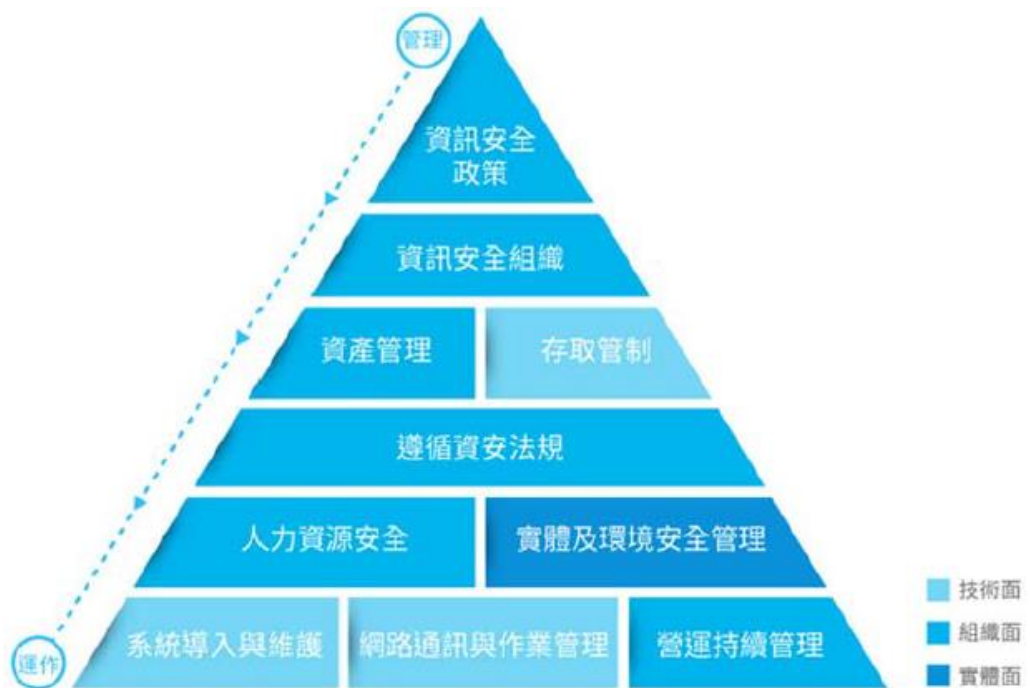 管理
資訊安全
政策
資訊安全組織
資產管理
存取管制
遵循資安法規
人力資源安全
實體及環境安全管理
系統導入與維護
網路通訊與作業管理
營運持續管理
運作
技術面
組織面
實體面